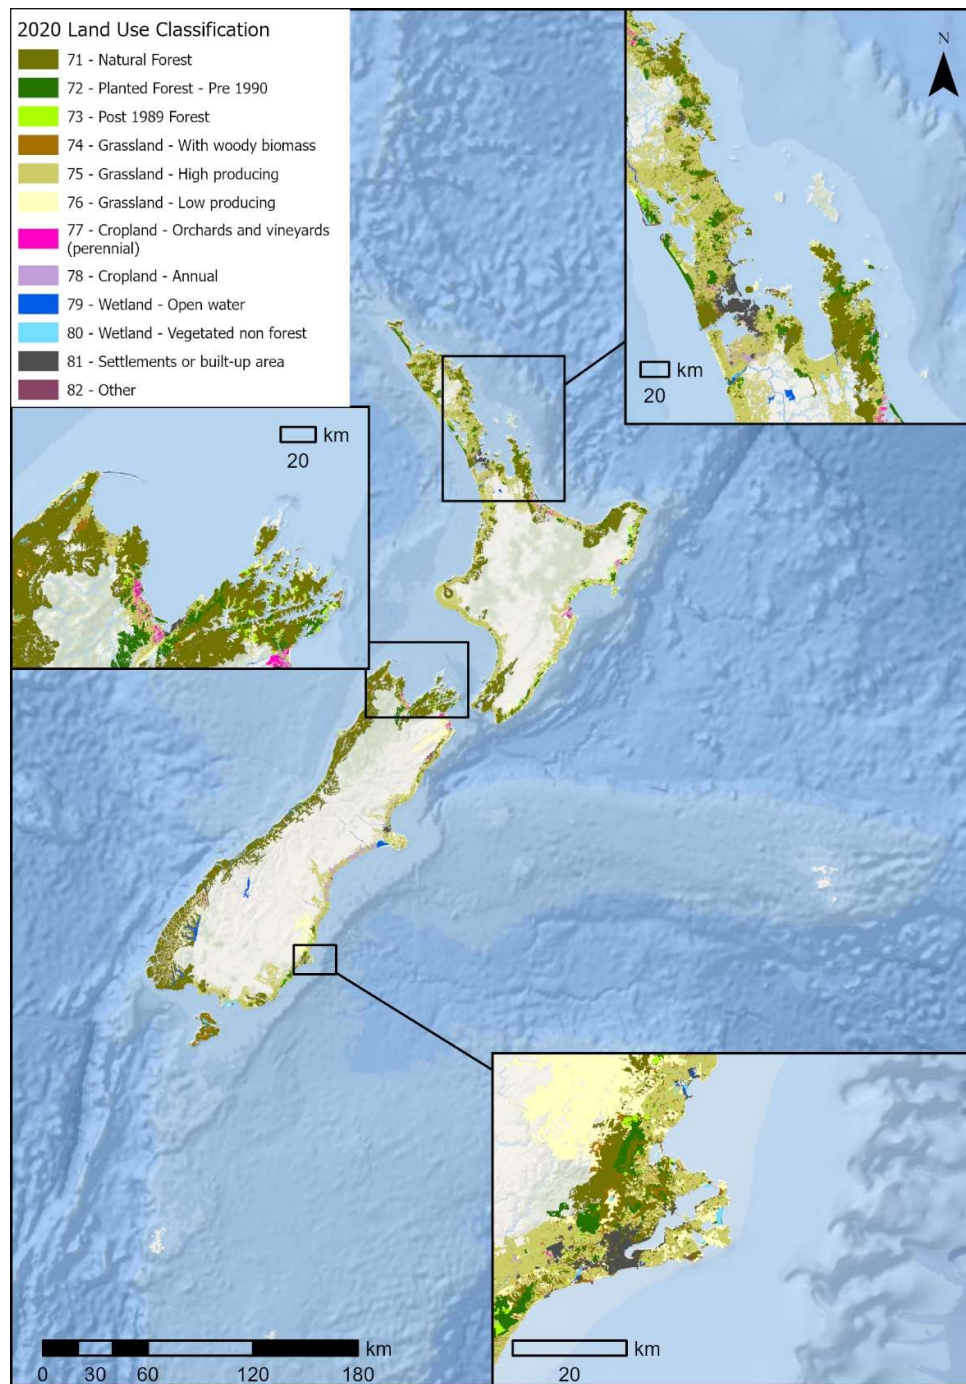 2020 Land Use Classification
71 - Natural Forest
72 - Planted Forest - Pre 1990
73 - Post 1989 Forest
74 - Grassland - With woody biomass
75 - Grassland - High producing
76 - Grassland - Low producing
77 - Cropland - Orchards and vineyards
(perennial)
78 - Cropland - Annual
79 - Wetland - Open water
80 - Wetland - Vegetated non forest
81 - Settlements or built-up area
82 - Other
N
km
20
km
20
km
0 30 60 120 180
km
20